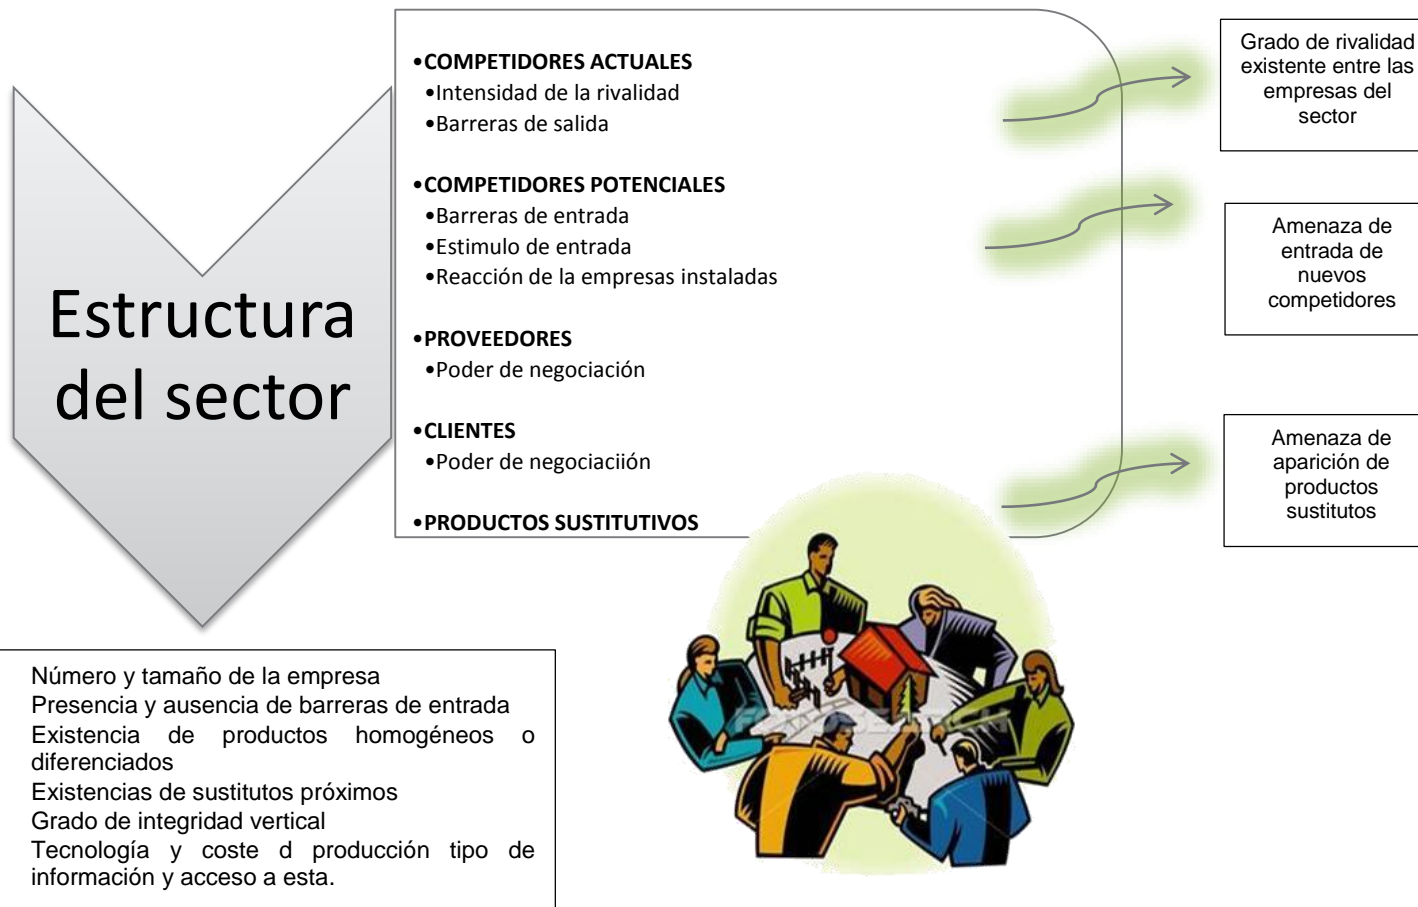 Estructura
del sector
•COMPETIDORES ACTUALES
•Intensidad de la rivalidad
•Barreras de salida
•COMPETIDORES POTENCIALES
•Barreras de entrada
•Estimulo de entrada
•Reacción de la empresas instaladas
•PROVEEDORES
•Poder de negociación
•CLIENTES
•Poder de negociaciión
•PRODUCTOS SUSTITUTIVOS
Grado de rivalidad
existente entre las
empresas del
sector
Amenaza de
entrada de
nuevos
competidores
Amenaza de
aparición de
productos
sustitutos
Número y tamaño de la empresa
Presencia y ausencia de barreras de entrada
Existencia de productos homogéneos o
diferenciados
Existencias de sustitutos próximos
Grado de integridad vertical
Tecnología y coste d producción tipo de
información y acceso a esta.